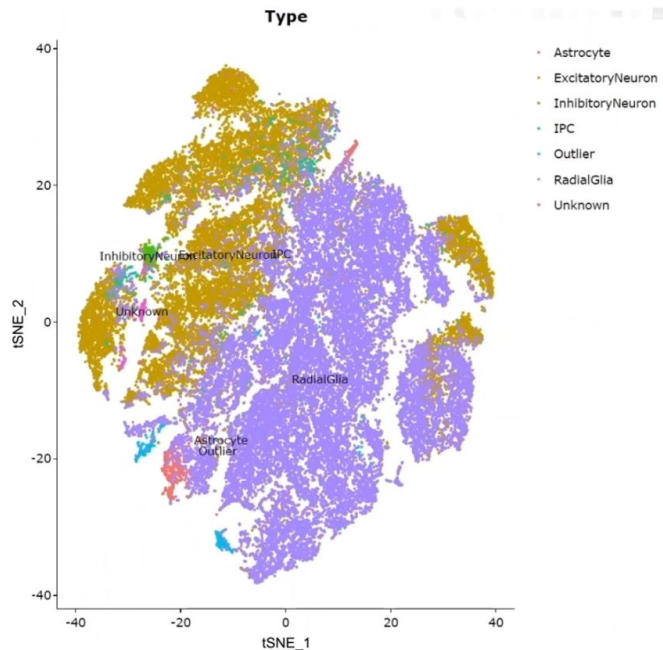 Type
Astrocyte
ExcitatoryNeuron
InhibitoryNeuron
IPC
Outlier
RadialGlia
Unknown
tSNE_2
40
20
0
-20
-40
InhibitoryNeuron
ExcitatoryNeuron
IPC
Unknown
RadialGlia
Astrocyte
Outlier
-40
-20
0
20
40
tSNE_1